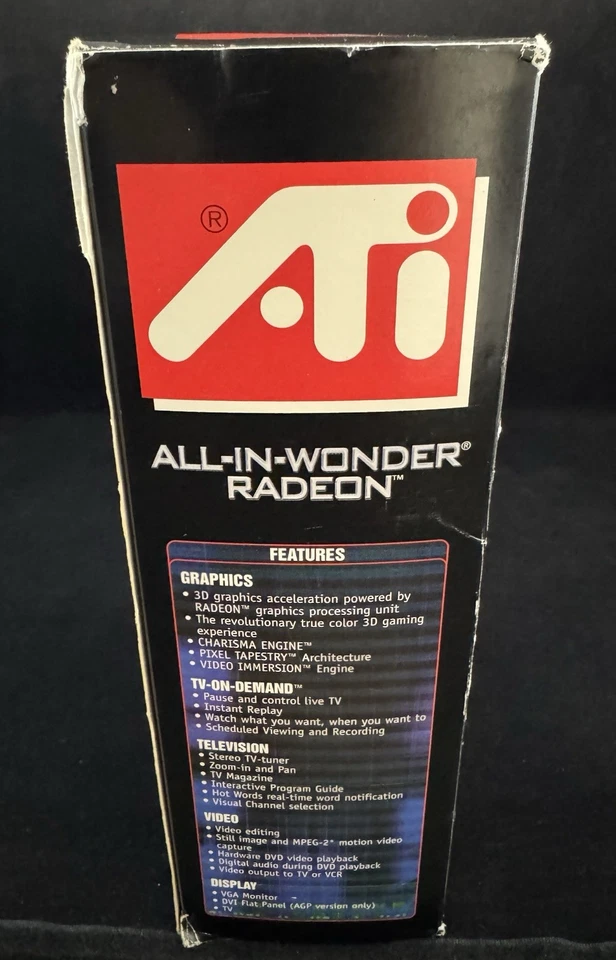 ®
ATi
ALL-IN-WONDER®
RADEON™
FEATURES
GRAPHICS
• 3D graphics acceleration powered by
RADEON™ graphics processing unit
• The revolutionary true color 3D gaming
experience
• CHARISMA ENGINE™
• PIXEL TAPESTRY™ Architecture
• VIDEO IMMERSION™ Engine
TV-ON-DEMAND™
• Pause and control live TV
• Instant Replay
• Watch what you want, when you want to
• Scheduled Viewing and Recording
TELEVISION
• Stereo TV-tuner
• Zoom-in and Pan
• TV Magazine
• Interactive Program Guide
• Hot Words real-time word notification
• Visual Channel selection
VIDEO
• Video editing
• Still image and MPEG-2* motion video
capture
• Hardware DVD video playback
• Digital audio during DVD playback
• Video output to TV or VCR
DISPLAY
• VGA Monitor
• DVI Flat Panel (AGP version only)
• TV